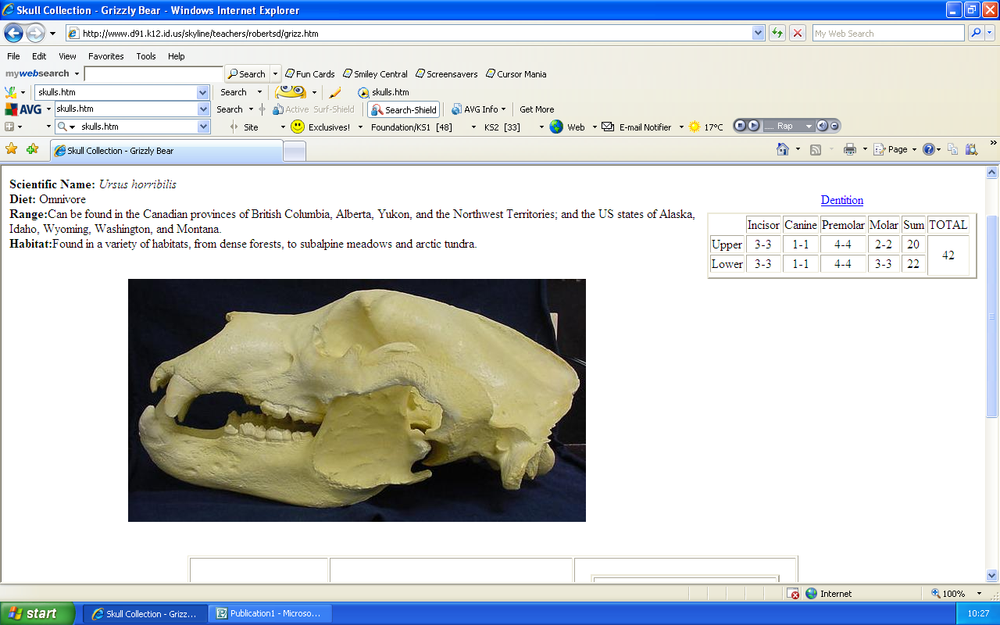 Skull Collection - Grizzly Bear - Windows Internet Explorer
http://www.d91.k12.id.us/skyline/teachers/robertsd/grizz.htm
My Web Search
File Edit View Favorites Tools Help
mywebsearch Search Fun Cards Smiley Central Screensavers Cursor Mania
skulls.htm Search skulls.htm
AVG skulls.htm Search Active Surf-Shield Search-Shield AVG Info Get More
skulls.htm Site Exclusives! Foundation/KS1 [48] KS2 [33] Web E-mail Notifier 17°C ..... Rap
Skull Collection - Grizzly Bear Page
Scientific Name: Ursus horribilis
Diet: Omnivore
Range:Can be found in the Canadian provinces of British Columbia, Alberta, Yukon, and the Northwest Territories; and the US states of Alaska,
Idaho, Wyoming, Washington, and Montana.
Habitat:Found in a variety of habitats, from dense forests, to subalpine meadows and arctic tundra.
Dentition
Incisor Canine Premolar Molar Sum TOTAL
Upper 3-3 1-1 4-4 2-2 20 42
Lower 3-3 1-1 4-4 3-3 22
Internet 100%
start Skull Collection - Grizz... Publication1 - Microso... 10:27